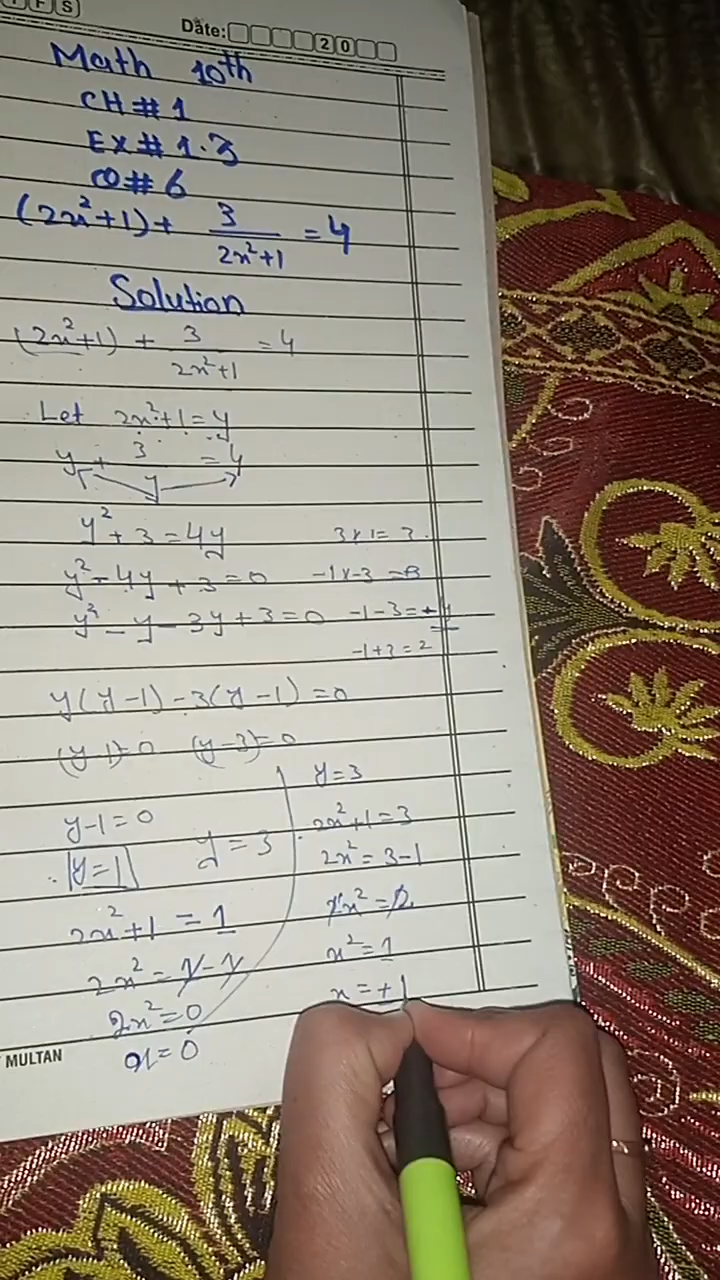 I F S
Date: 20
Math 10th
CH # 1
EX # 1.3
Q # 6
(2x²+1) + 3/(2x²+1) = 4
Solution
(2x²+1) + 3/(2x²+1) = 4
Let 2x²+1 = y
y + 3/y = 4
y² + 3 = 4y
3×1 = 3
y² - 4y + 3 = 0
-1×-3 = 3
y² - y - 3y + 3 = 0
-1-3 = -4
-1+3 = 2
y(y-1) - 3(y-1) = 0
(y-1)=0 (y-3)=0
y-1 = 0
y=1
y = 3
2x²+1 = 1
2x² = 1-1
2x² = 0
x = 0
y=3
2x²+1 = 3
2x² = 3-1
2x² = 2
x² = 1
x = +1
MULTAN